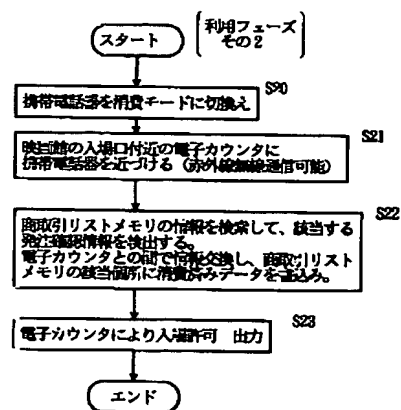 利用フェーズ
その2
スタート
S20
携帯電話器を消費モードに切換え
S21
映画館の入場口付近の電子カウンタに
携帯電話器を近づける(赤外線無線通信可能)
S22
商取引リストメモリの情報を検索して、該当する
発注確認情報を検出する。
電子カウンタとの間で情報交換し、商取引リスト
メモリの該当個所に消費済みデータを書込み。
S23
電子カウンタにより入場許可 出力
エンド